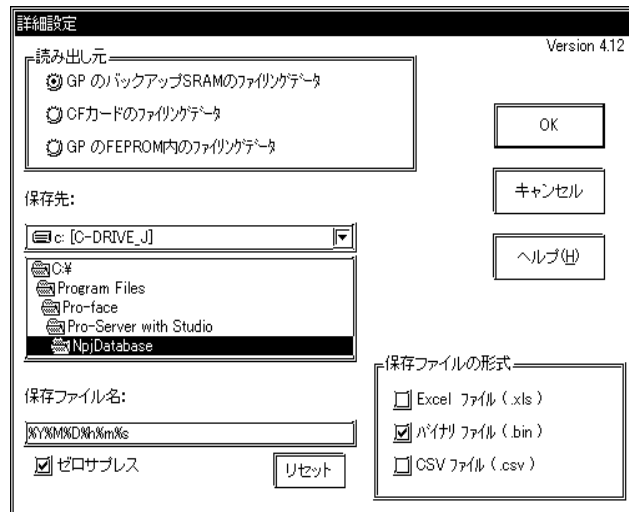 詳細設定
Version 4.12
読み出し元
GP のバックアップSRAMのファイリングデータ
CFカードのファイリングデータ
GP のFEPROM内のファイリングデータ
OK
キャンセル
ヘルプ(H)
保存先:
c: [C-DRIVE_J]
C:¥
Program Files
Pro-face
Pro-Server with Studio
NpjDatabase
保存ファイル名:
%Y%M%D%h%m%s
ゼロサプレス
リセット
保存ファイルの形式
Excel ファイル ( .xls )
バイナリ ファイル ( .bin )
CSV ファイル ( .csv )